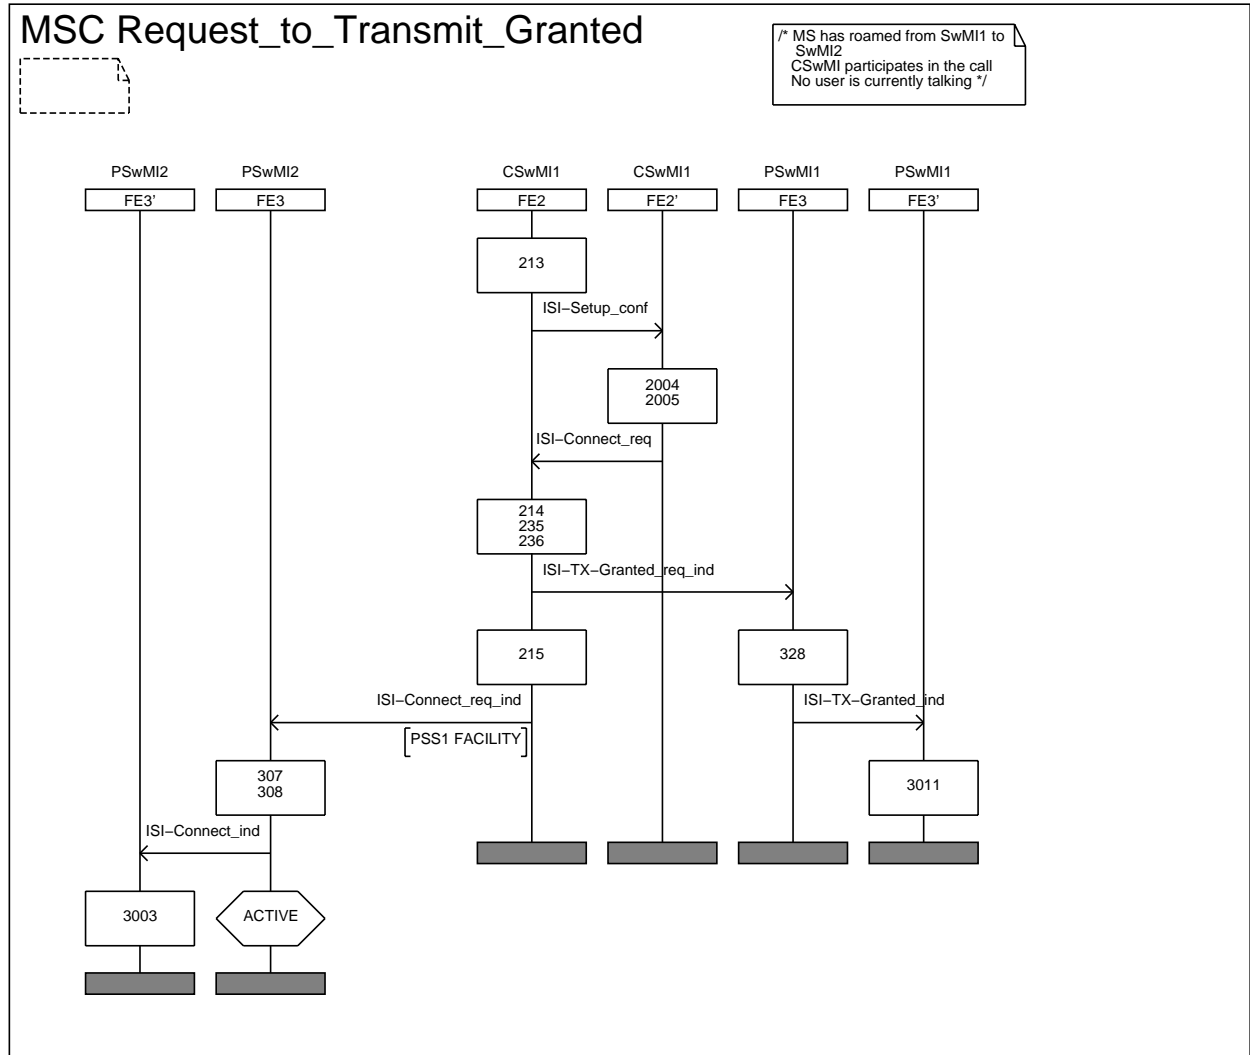 MSC Request_to_Transmit_Granted
/* MS has roamed from SwMI1 to
SwMI2
CSwMI participates in the call
No user is currently talking */
PSwMI2 PSwMI2 CSwMI1 CSwMI1 PSwMI1 PSwMI1
FE3' FE3 FE2 FE2' FE3 FE3'
213
ISI−Setup_conf
2004
2005
ISI−Connect_req
214
235
236
ISI−TX−Granted_req_ind
215 328
ISI−Connect_req_ind ISI−TX−Granted_ind
[PSS1 FACILITY]
307
308
3011
ISI−Connect_ind
3003 ACTIVE